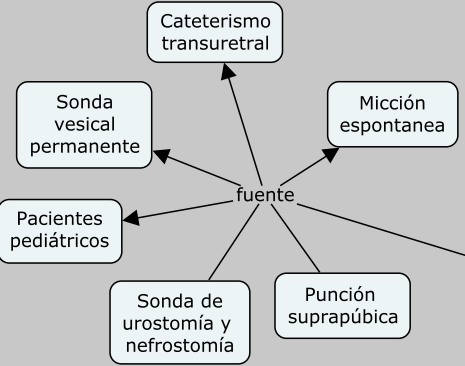 Cateterismo
transuretral
Sonda
vesical
permanente
Micción
espontanea
fuente
Pacientes
pediátricos
Sonda de
urostomía y
nefrostomía
Punción
suprapúbica